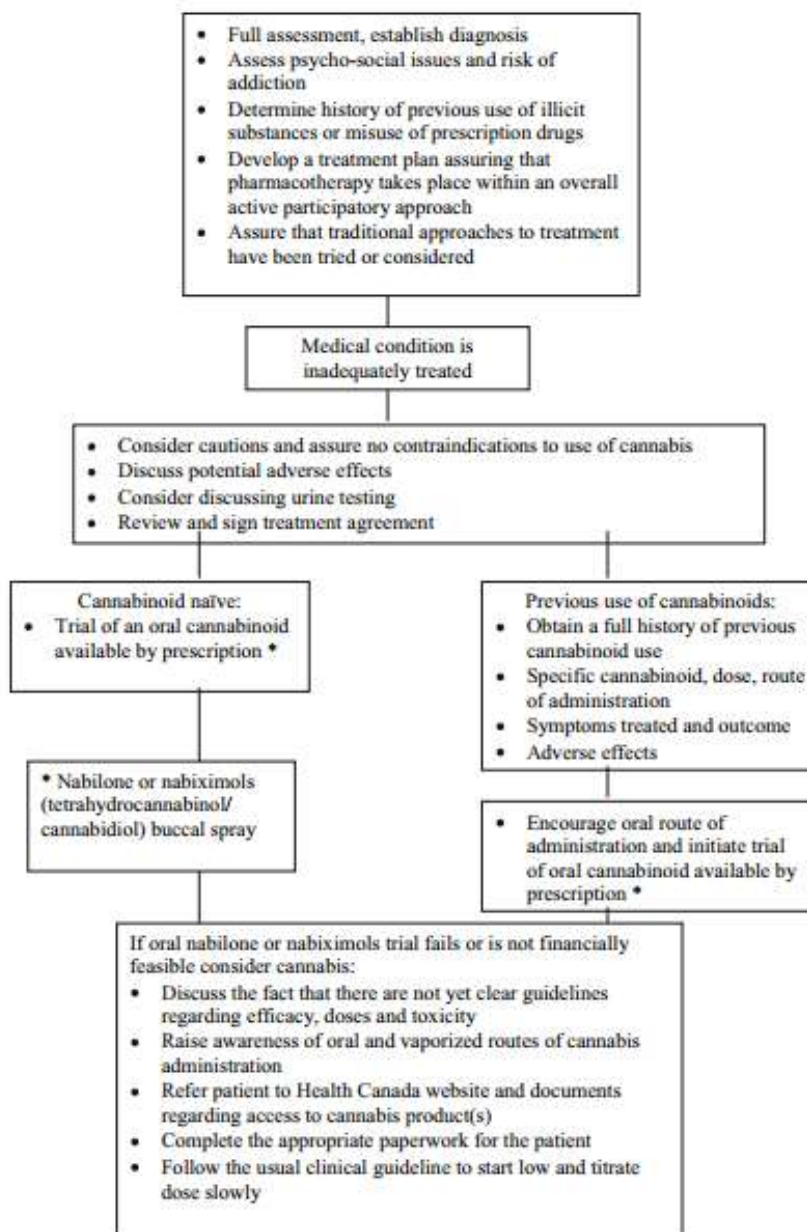 • Full assessment, establish diagnosis
• Assess psycho-social issues and risk of
addiction
• Determine history of previous use of illicit
substances or misuse of prescription drugs
• Develop a treatment plan assuring that
pharmacotherapy takes place within an overall
active participatory approach
• Assure that traditional approaches to treatment
have been tried or considered
Medical condition is
inadequately treated
• Consider cautions and assure no contraindications to use of cannabis
• Discuss potential adverse effects
• Consider discussing urine testing
• Review and sign treatment agreement
Cannabinoid naïve:
• Trial of an oral cannabinoid
available by prescription *
* Nabilone or nabiximols
(tetrahydrocannabinol/
cannabidiol) buccal spray
Previous use of cannabinoids:
• Obtain a full history of previous
cannabinoid use
• Specific cannabinoid, dose, route
of administration
• Symptoms treated and outcome
• Adverse effects
• Encourage oral route of
administration and initiate trial
of oral cannabinoid available by
prescription *
If oral nabilone or nabiximols trial fails or is not financially
feasible consider cannabis:
• Discuss the fact that there are not yet clear guidelines
regarding efficacy, doses and toxicity
• Raise awareness of oral and vaporized routes of cannabis
administration
• Refer patient to Health Canada website and documents
regarding access to cannabis product(s)
• Complete the appropriate paperwork for the patient
• Follow the usual clinical guideline to start low and titrate
dose slowly